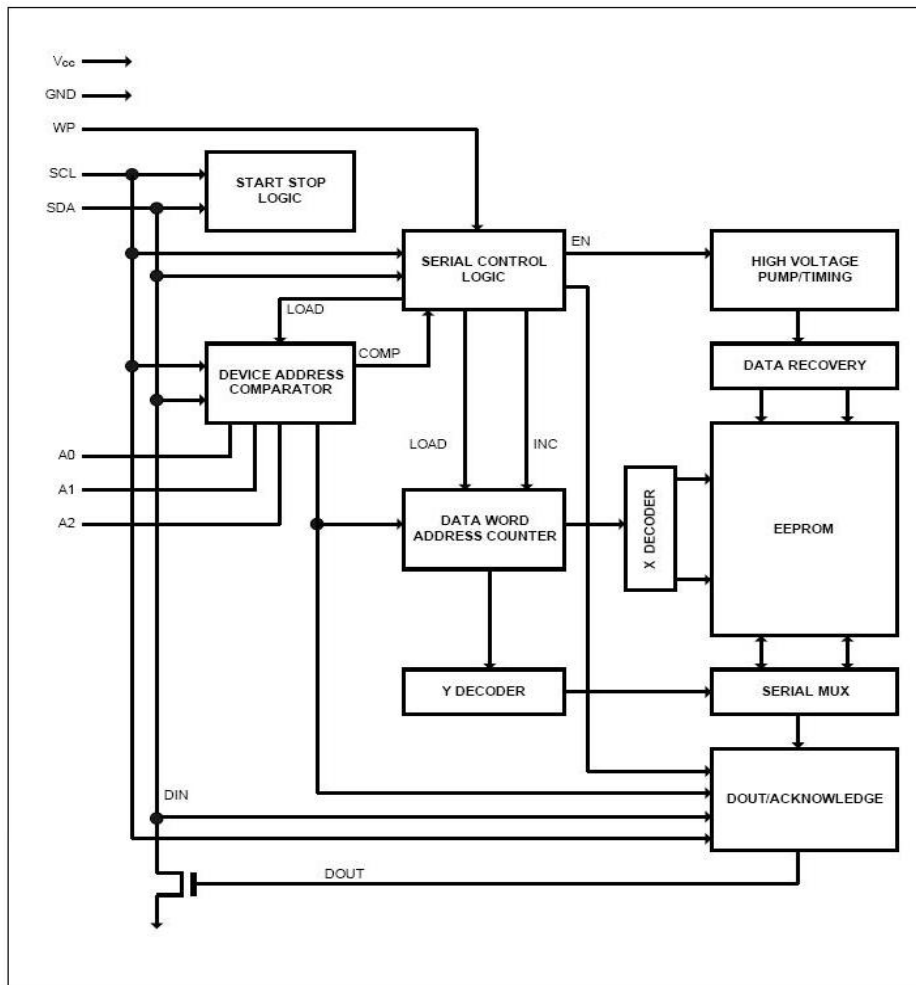 Vcc
GND
WP
SCL
SDA
START STOP
LOGIC
SERIAL CONTROL
LOGIC
EN
HIGH VOLTAGE
PUMP/TIMING
LOAD
COMP
DEVICE ADDRESS
COMPARATOR
DATA RECOVERY
A0
A1
A2
LOAD
INC
DATA WORD
ADDRESS COUNTER
X DECODER
EEPROM
Y DECODER
SERIAL MUX
DIN
DOUT/ACKNOWLEDGE
DOUT